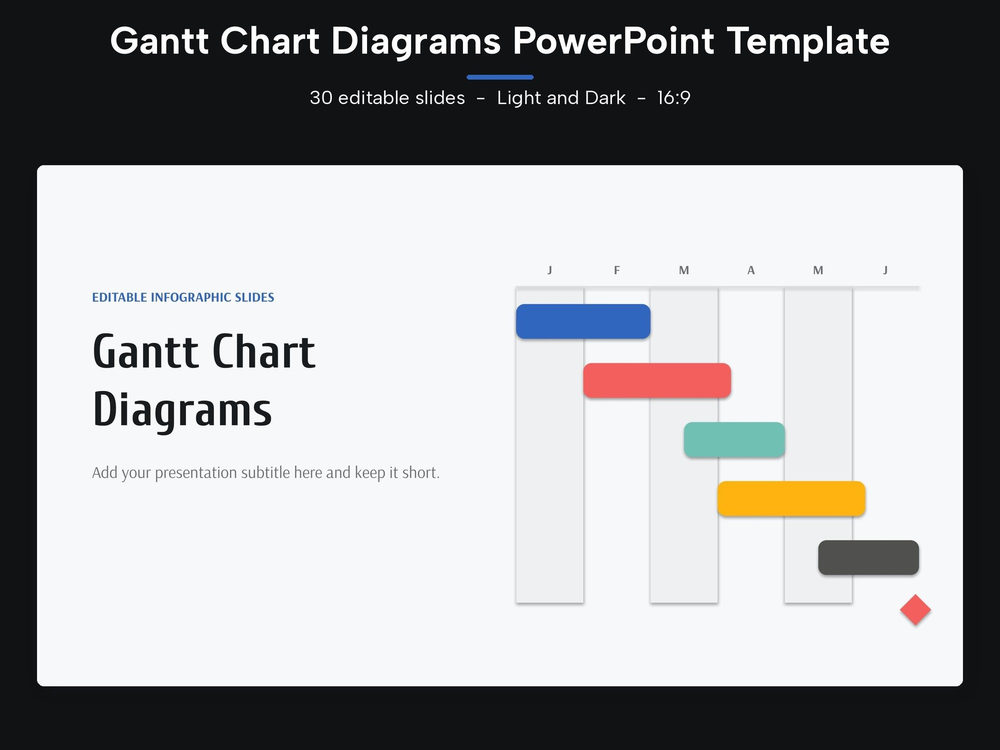 Gantt Chart Diagrams PowerPoint Template
30 editable slides - Light and Dark - 16:9
J F M A M J
EDITABLE INFOGRAPHIC SLIDES
Gantt Chart
Diagrams
Add your presentation subtitle here and keep it short.